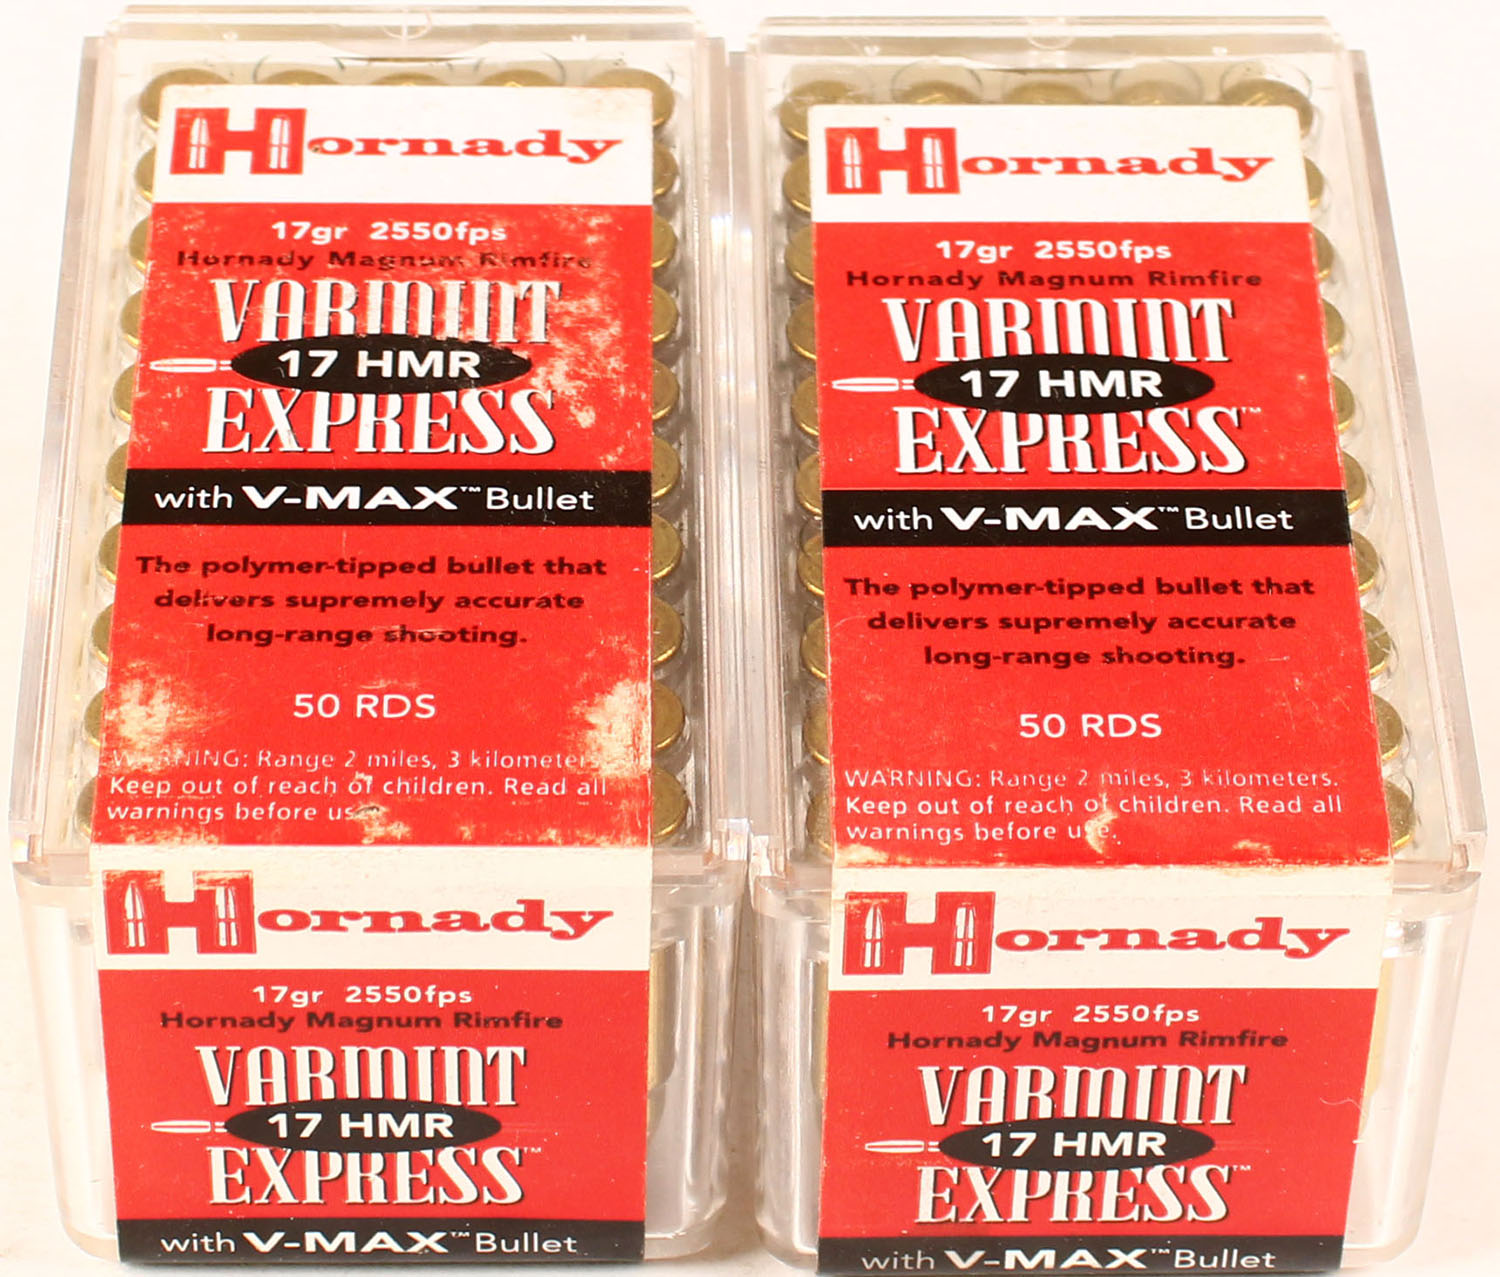 Hornady
17gr 2550fps
Hornady Magnum Rimfire
VARMINT
17 HMR
EXPRESS
with V-MAX™ Bullet
The polymer-tipped bullet that
delivers supremely accurate
long-range shooting.
50 RDS
WARNING: Range 2 miles, 3 kilometers
Keep out of reach of children. Read all
warnings before use
Hornady
17gr 2550fps
Hornady Magnum Rimfire
VARMINT
17 HMR
EXPRESS™
with V-MAX™ Bullet
Hornady
17gr 2550fps
Hornady Magnum Rimfire
VARMINT
17 HMR
EXPRESS™
with V-MAX™ Bullet
The polymer-tipped bullet that
delivers supremely accurate
long-range shooting.
50 RDS
WARNING: Range 2 miles, 3 kilometers.
Keep out of reach of children. Read all
warnings before use.
Hornady
17gr 2550fps
Hornady Magnum Rimfire
VARMINT
17 HMR
EXPRESS™
with V-MAX™ Bullet